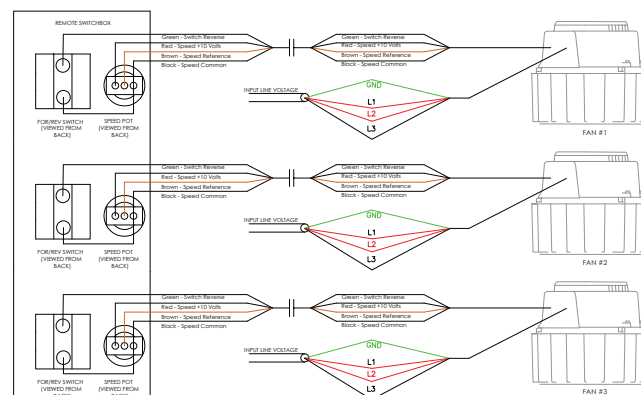 REMOTE SWITCHBOX
Green - Switch Reverse
Red - Speed +10 Volts
Brown - Speed Reference
Black - Speed Common
Green - Switch Reverse
Red - Speed +10 Volts
Brown - Speed Reference
Black - Speed Common
GND
INPUT LINE VOLTAGE
L1
L2
L3
FOR/REV SWITCH
(VIEWED FROM
BACK)
SPEED POT
(VIEWED FROM
BACK)
FAN #1
Green - Switch Reverse
Red - Speed +10 Volts
Brown - Speed Reference
Black - Speed Common
Green - Switch Reverse
Red - Speed +10 Volts
Brown - Speed Reference
Black - Speed Common
GND
INPUT LINE VOLTAGE
L1
L2
L3
FOR/REV SWITCH
(VIEWED FROM
BACK)
SPEED POT
(VIEWED FROM
BACK)
FAN #2
Green - Switch Reverse
Red - Speed +10 Volts
Brown - Speed Reference
Black - Speed Common
Green - Switch Reverse
Red - Speed +10 Volts
Brown - Speed Reference
Black - Speed Common
GND
INPUT LINE VOLTAGE
L1
L2
L3
FOR/REV SWITCH
(VIEWED FROM
BACK)
SPEED POT
(VIEWED FROM
BACK)
FAN #3